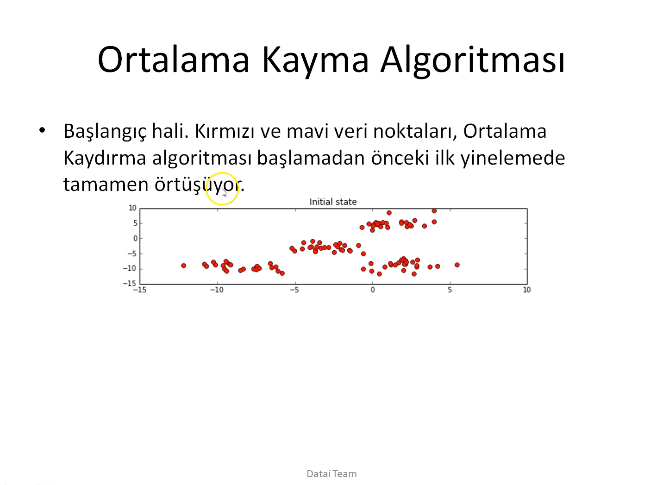 Ortalama Kayma Algoritması
• Başlangıç hali. Kırmızı ve mavi veri noktaları, Ortalama
Kaydırma algoritması başlamadan önceki ilk yinelemede
tamamen örtüşüyor.
Initial state
10
5
0
−5
−10
−15
−15 −10 −5 0 5 10
Datai Team